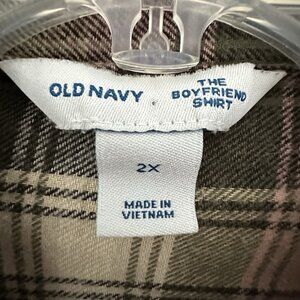 OLD NAVY
THE
BOYFRIEND
SHIRT
2X
MADE IN
VIETNAM